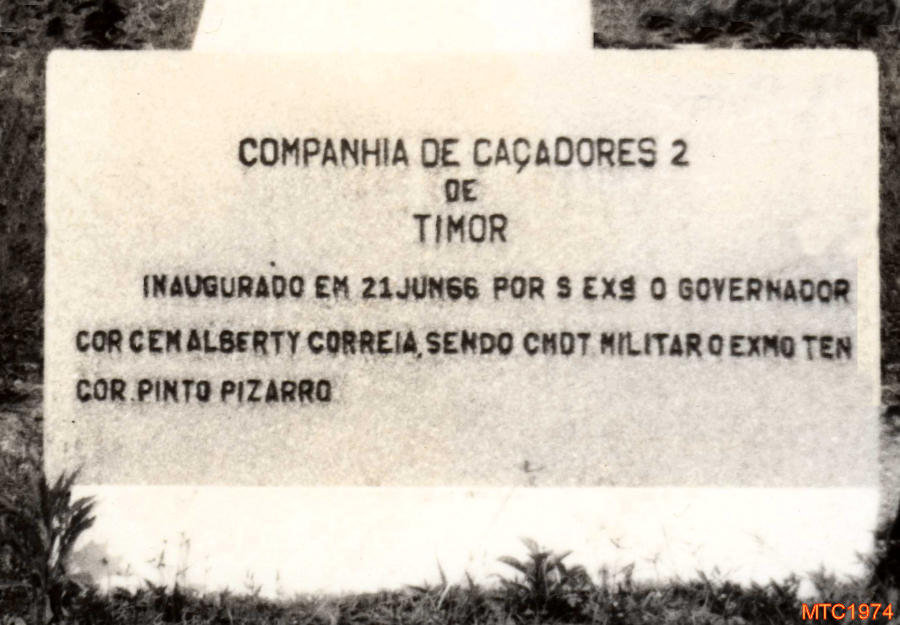 COMPANHIA DE CAÇADORES 2
DE
TIMOR
INAUGURADO EM 21JUN66 POR S EXª O GOVERNADOR
COR CEM ALBERTY CORREIA, SENDO CMDT MILITAR O EXMO TEN
COR. PINTO PIZARRO
MTC1974